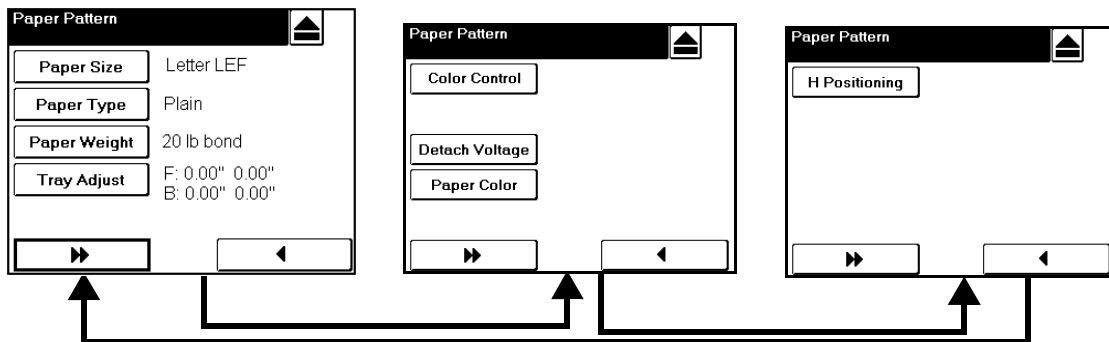 Paper Pattern
Paper Size Letter LEF
Paper Type Plain
Paper Weight 20 lb bond
Tray Adjust F: 0.00" 0.00"
B: 0.00" 0.00"
Paper Pattern
Color Control
Detach Voltage
Paper Color
Paper Pattern
H Positioning